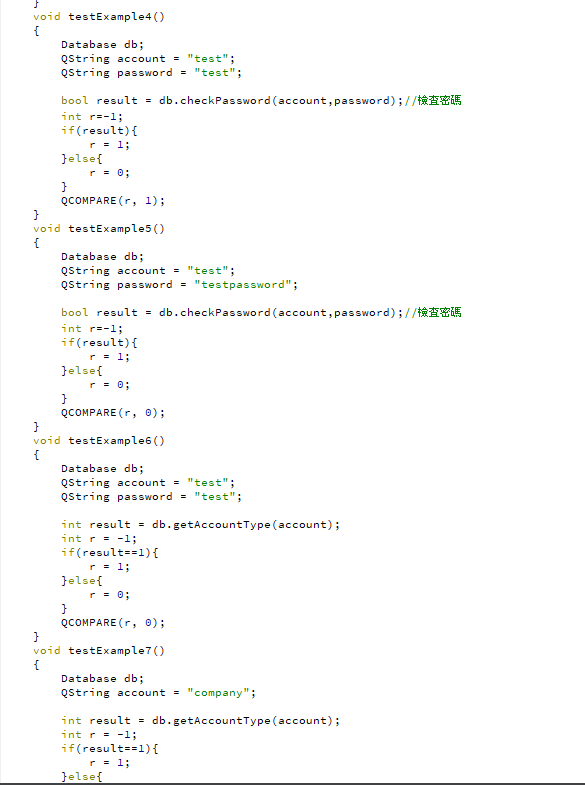 }
void testExample4()
{
    Database db;
    QString account = "test";
    QString password = "test";

    bool result = db.checkPassword(account,password);//檢查密碼
    int r=-1;
    if(result){
        r = 1;
    }else{
        r = 0;
    }
    QCOMPARE(r, 1);
}
void testExample5()
{
    Database db;
    QString account = "test";
    QString password = "testpassword";

    bool result = db.checkPassword(account,password);//檢查密碼
    int r=-1;
    if(result){
        r = 1;
    }else{
        r = 0;
    }
    QCOMPARE(r, 0);
}
void testExample6()
{
    Database db;
    QString account = "test";
    QString password = "test";

    int result = db.getAccountType(account);
    int r = -1;
    if(result==1){
        r = 1;
    }else{
        r = 0;
    }
    QCOMPARE(r, 0);
}
void testExample7()
{
    Database db;
    QString account = "company";

    int result = db.getAccountType(account);
    int r = -1;
    if(result==1){
        r = 1;
    }else{